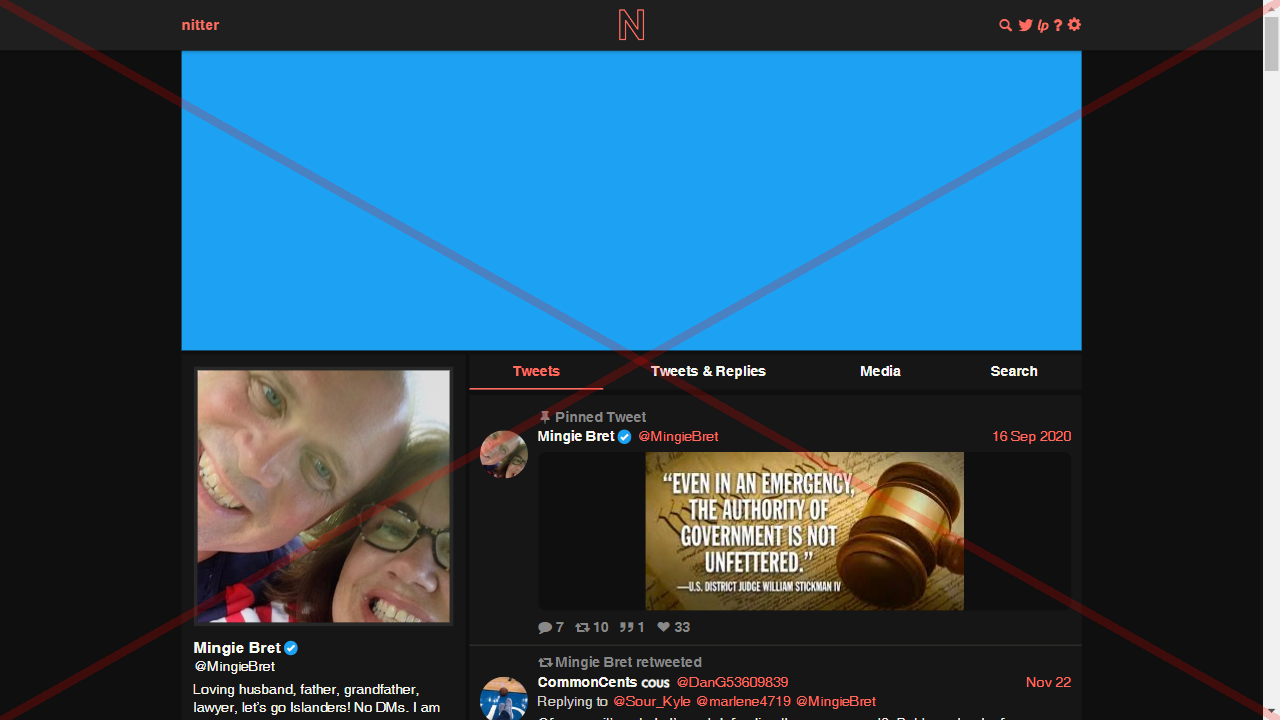 nitter
N
lp ?
Tweets Tweets & Replies Media Search
Pinned Tweet
Mingie Bret @MingieBret 16 Sep 2020
“EVEN IN AN EMERGENCY,
THE AUTHORITY OF
GOVERNMENT IS NOT
UNFETTERED.”
—U.S. DISTRICT JUDGE WILLIAM STICKMAN IV
7 10 1 33
Mingie Bret retweeted
CommonCents cous @DanG53609839 Nov 22
Replying to @Sour_Kyle @marlene4719 @MingieBret
Mingie Bret
@MingieBret
Loving husband, father, grandfather,
lawyer, let's go Islanders! No DMs. I am